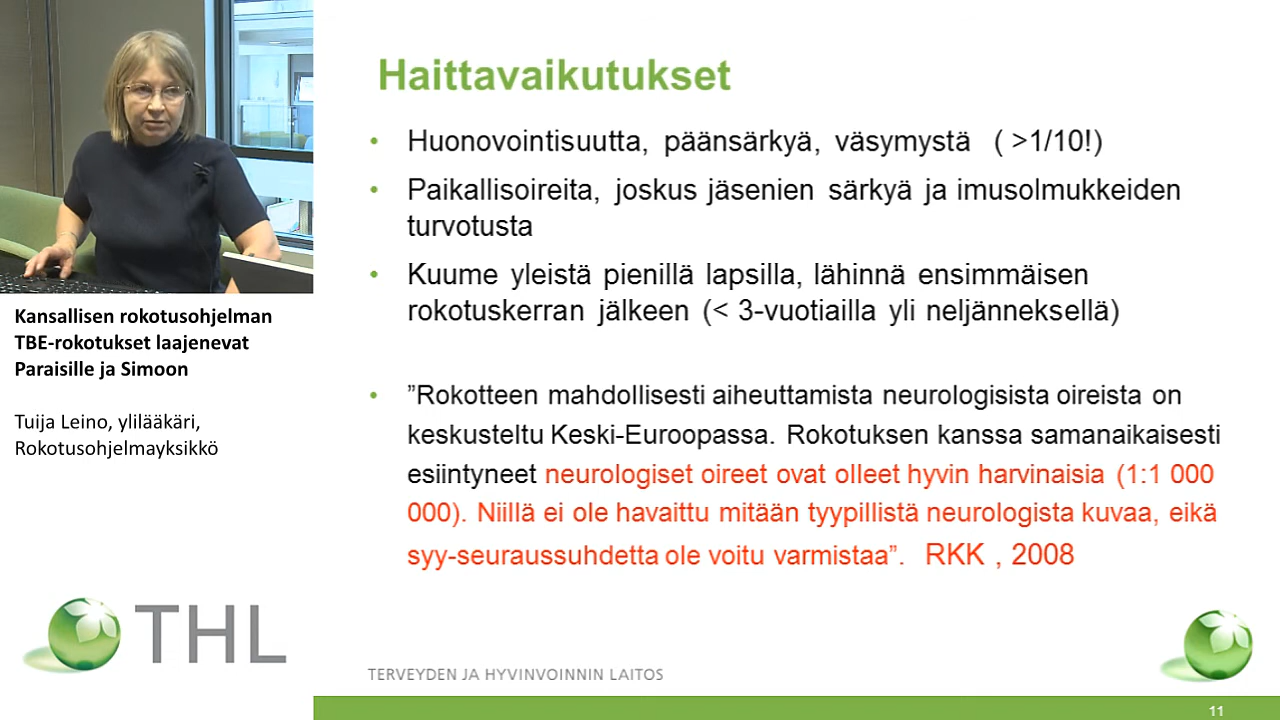 Haittavaikutukset
• Huonovointisuutta, päänsärkyä, väsymystä ( >1/10!)
• Paikallisoireita, joskus jäsenien särkyä ja imusolmukkeiden
turvotusta
• Kuume yleistä pienillä lapsilla, lähinnä ensimmäisen
rokotuskerran jälkeen (< 3-vuotiailla yli neljänneksellä)
• ”Rokotteen mahdollisesti aiheuttamista neurologisista oireista on
keskusteltu Keski-Euroopassa. Rokotuksen kanssa samanaikaisesti
esiintyneet neurologiset oireet ovat olleet hyvin harvinaisia (1:1 000
000). Niillä ei ole havaittu mitään tyypillistä neurologista kuvaa, eikä
syy-seuraussuhdetta ole voitu varmistaa”. RKK , 2008
Kansallisen rokotusohjelman
TBE-rokotukset laajenevat
Paraisille ja Simoon
Tuija Leino, ylilääkäri,
Rokotusohjelmayksikkö
THL
TERVEYDEN JA HYVINVOINNIN LAITOS
11